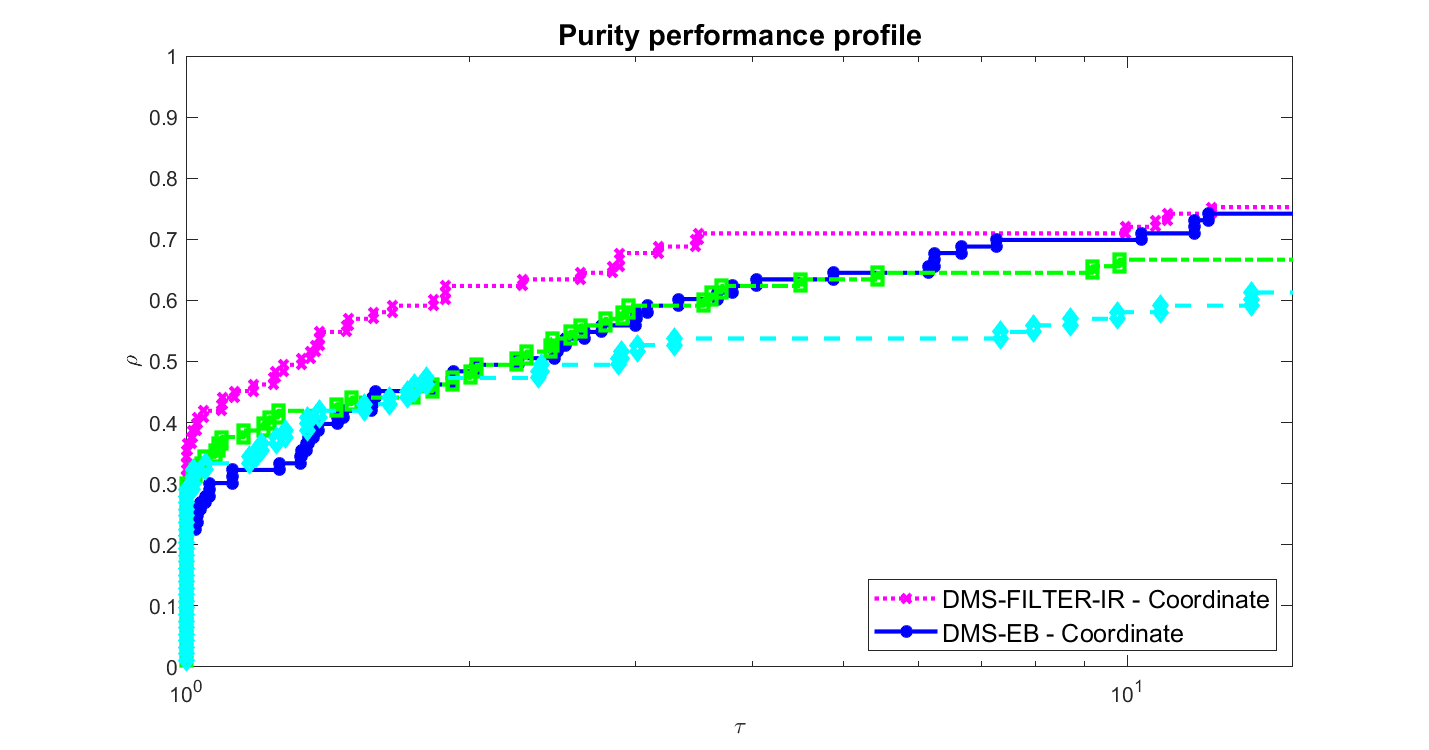 Purity performance profile
1
0.9
0.8
0.7
0.6
0.5
0.4
0.3
0.2
0.1
0
ρ
DMS-FILTER-IR - Coordinate
DMS-EB - Coordinate
10⁰
10¹
τ